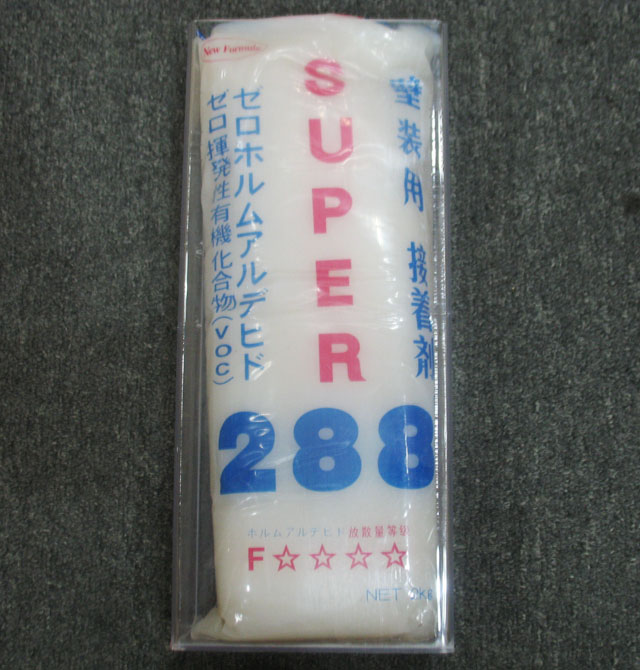 New Formula
壁装用 接着剤
SUPER
ゼロホルムアルデヒド
ゼロ揮発性有機化合物(VOC)
288
ホルムアルデヒド放散量等級
F☆☆☆☆
NET